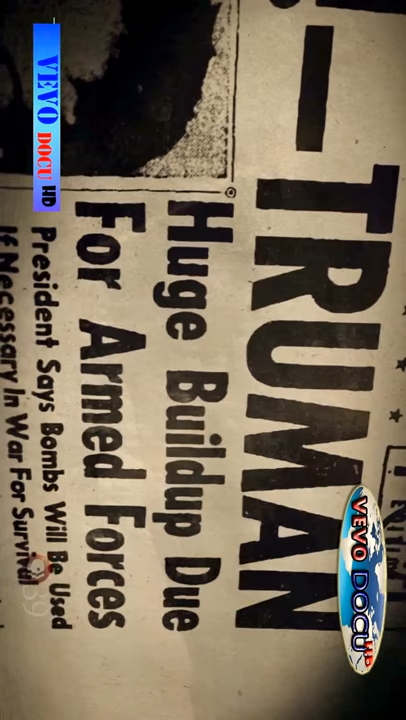 —TRUMAN
Huge Buildup Due
For Armed Forces
President Says Bombs Will Be Used
If Necessary In War For Survival
VEVO DOCU HD
VEVO DOCU HD